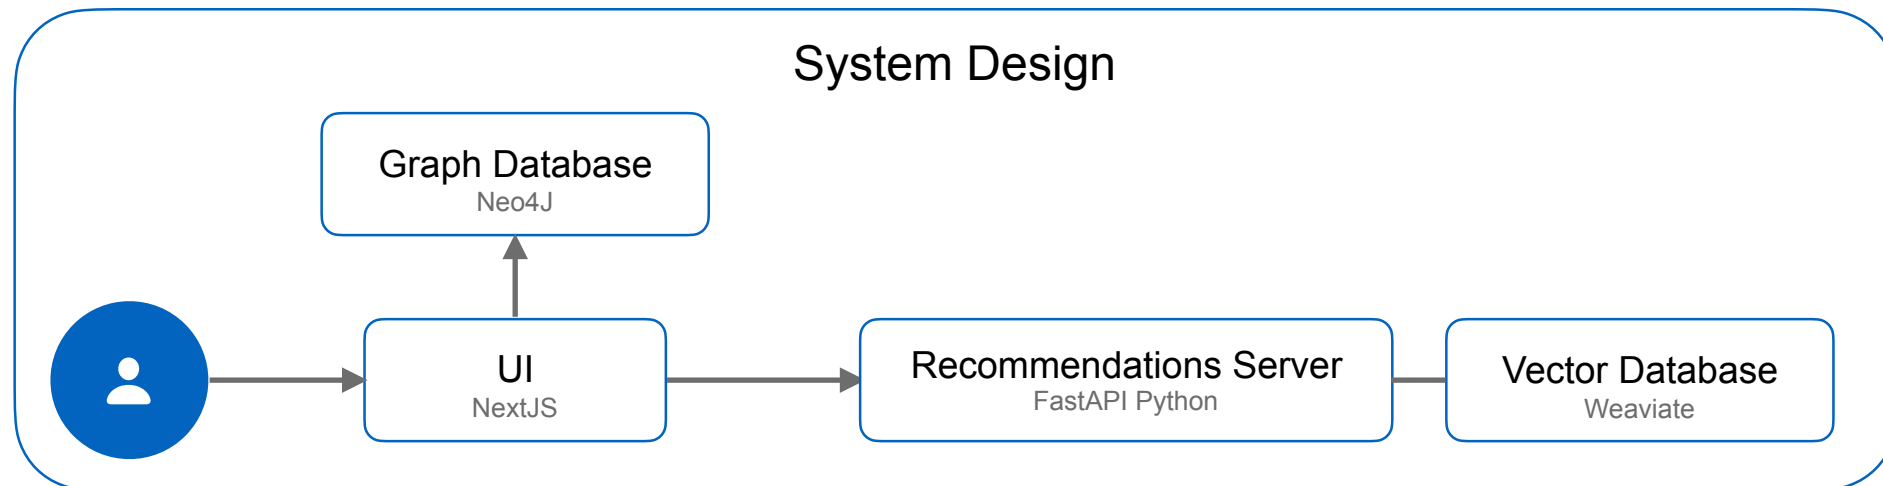 System Design
Graph Database
Neo4J
UI
NextJS
Recommendations Server
FastAPI Python
Vector Database
Weaviate